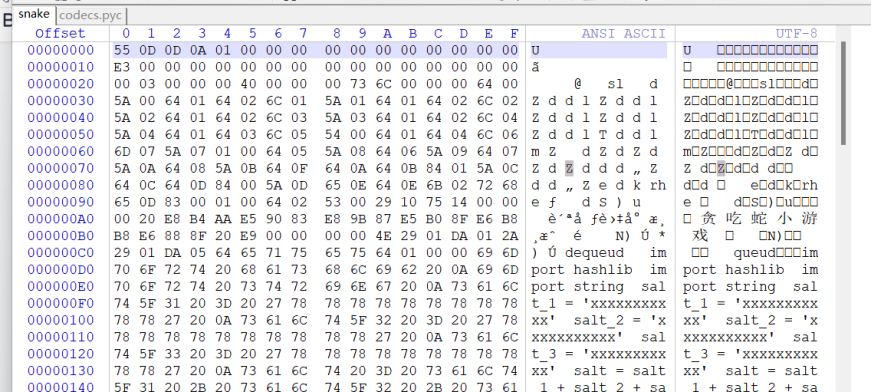 snake codecs.pyc
Offset 0 1 2 3 4 5 6 7 8 9 A B C D E F ANSI ASCII UTF-8
00000000 55 0D 0D 0A 01 00 00 00 00 00 00 00 00 00 00 00 U U
00000010 E3 00 00 00 00 00 00 00 00 00 00 00 00 00 00 00 ã
00000020 00 03 00 00 00 40 00 00 00 73 6C 00 00 00 64 00 @ sl d @ sl d
00000030 5A 00 64 01 64 02 6C 01 5A 01 64 01 64 02 6C 02 Z d d l Z d d l Z d d l Z d d l
00000040 5A 02 64 01 64 02 6C 03 5A 03 64 01 64 02 6C 04 Z d d l Z d d l Z d d l Z d d l
00000050 5A 04 64 01 64 03 6C 05 54 00 64 01 64 04 6C 06 Z d d l T d d l Z d d l T d d l
00000060 6D 07 5A 07 01 00 64 05 5A 08 64 06 5A 09 64 07 m Z d Z d Z d m Z d Z d Z d
00000070 5A 0A 64 08 5A 0B 64 0F 64 0A 64 0B 84 01 5A 0C Z d Z d d d „ Z Z d Z d d d
00000080 64 0C 64 0D 84 00 5A 0D 65 0E 64 0E 6B 02 72 68 d d „ Z e d k rh d d e d k rh
00000090 65 0D 83 00 01 00 64 02 53 00 29 10 75 14 00 00 e ƒ d S ) u e d S ) u
000000A0 00 20 E8 B4 AA E5 90 83 E8 9B 87 E5 B0 8F E6 B8 è´ªå ƒè›‡å° æ¸ 贪吃蛇小游
000000B0 B8 E6 88 8F 20 E9 00 00 00 00 4E 29 01 DA 01 2A ¸æˆ é N) Ú * 戏 N)
000000C0 29 01 DA 05 64 65 71 75 65 75 64 01 00 00 69 6D ) Ú dequeud im queud im
000000D0 70 6F 72 74 20 68 61 73 68 6C 69 62 20 0A 69 6D port hashlib im port hashlib im
000000E0 70 6F 72 74 20 73 74 72 69 6E 67 20 0A 73 61 6C port string sal port string sal
000000F0 74 5F 31 20 3D 20 27 78 78 78 78 78 78 78 78 78 t_1 = 'xxxxxxxxx t_1 = 'xxxxxxxxx
00000100 78 78 27 20 0A 73 61 6C 74 5F 32 20 3D 20 27 78 xx' salt_2 = 'x xx' salt_2 = 'x
00000110 78 78 78 78 78 78 78 78 78 78 27 20 0A 73 61 6C xxxxxxxxxx' sal xxxxxxxxxx' sal
00000120 74 5F 33 20 3D 20 27 78 78 78 78 78 78 78 78 78 t_3 = 'xxxxxxxxx t_3 = 'xxxxxxxxx
00000130 78 78 27 20 0A 73 61 6C 74 20 3D 20 73 61 6C 74 xx' salt = salt xx' salt = salt
00000140 5F 31 20 2B 20 73 61 6C 74 5F 32 20 2B 20 73 61 _1 + salt_2 + sa _1 + salt_2 + sa